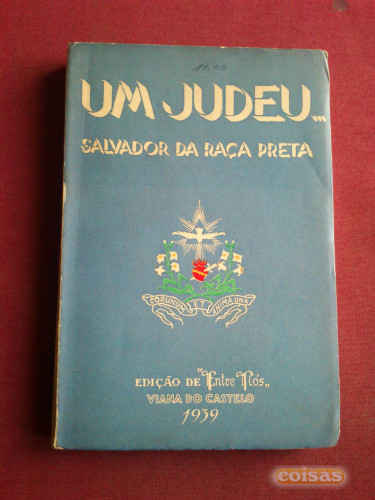 UM JUDEU...
SALVADOR DA RAÇA PRETA
COR UNUM ET ANIMA UNA
EDIÇÃO DE "Entre Nós"
VIANA DO CASTELO
1939
coisas